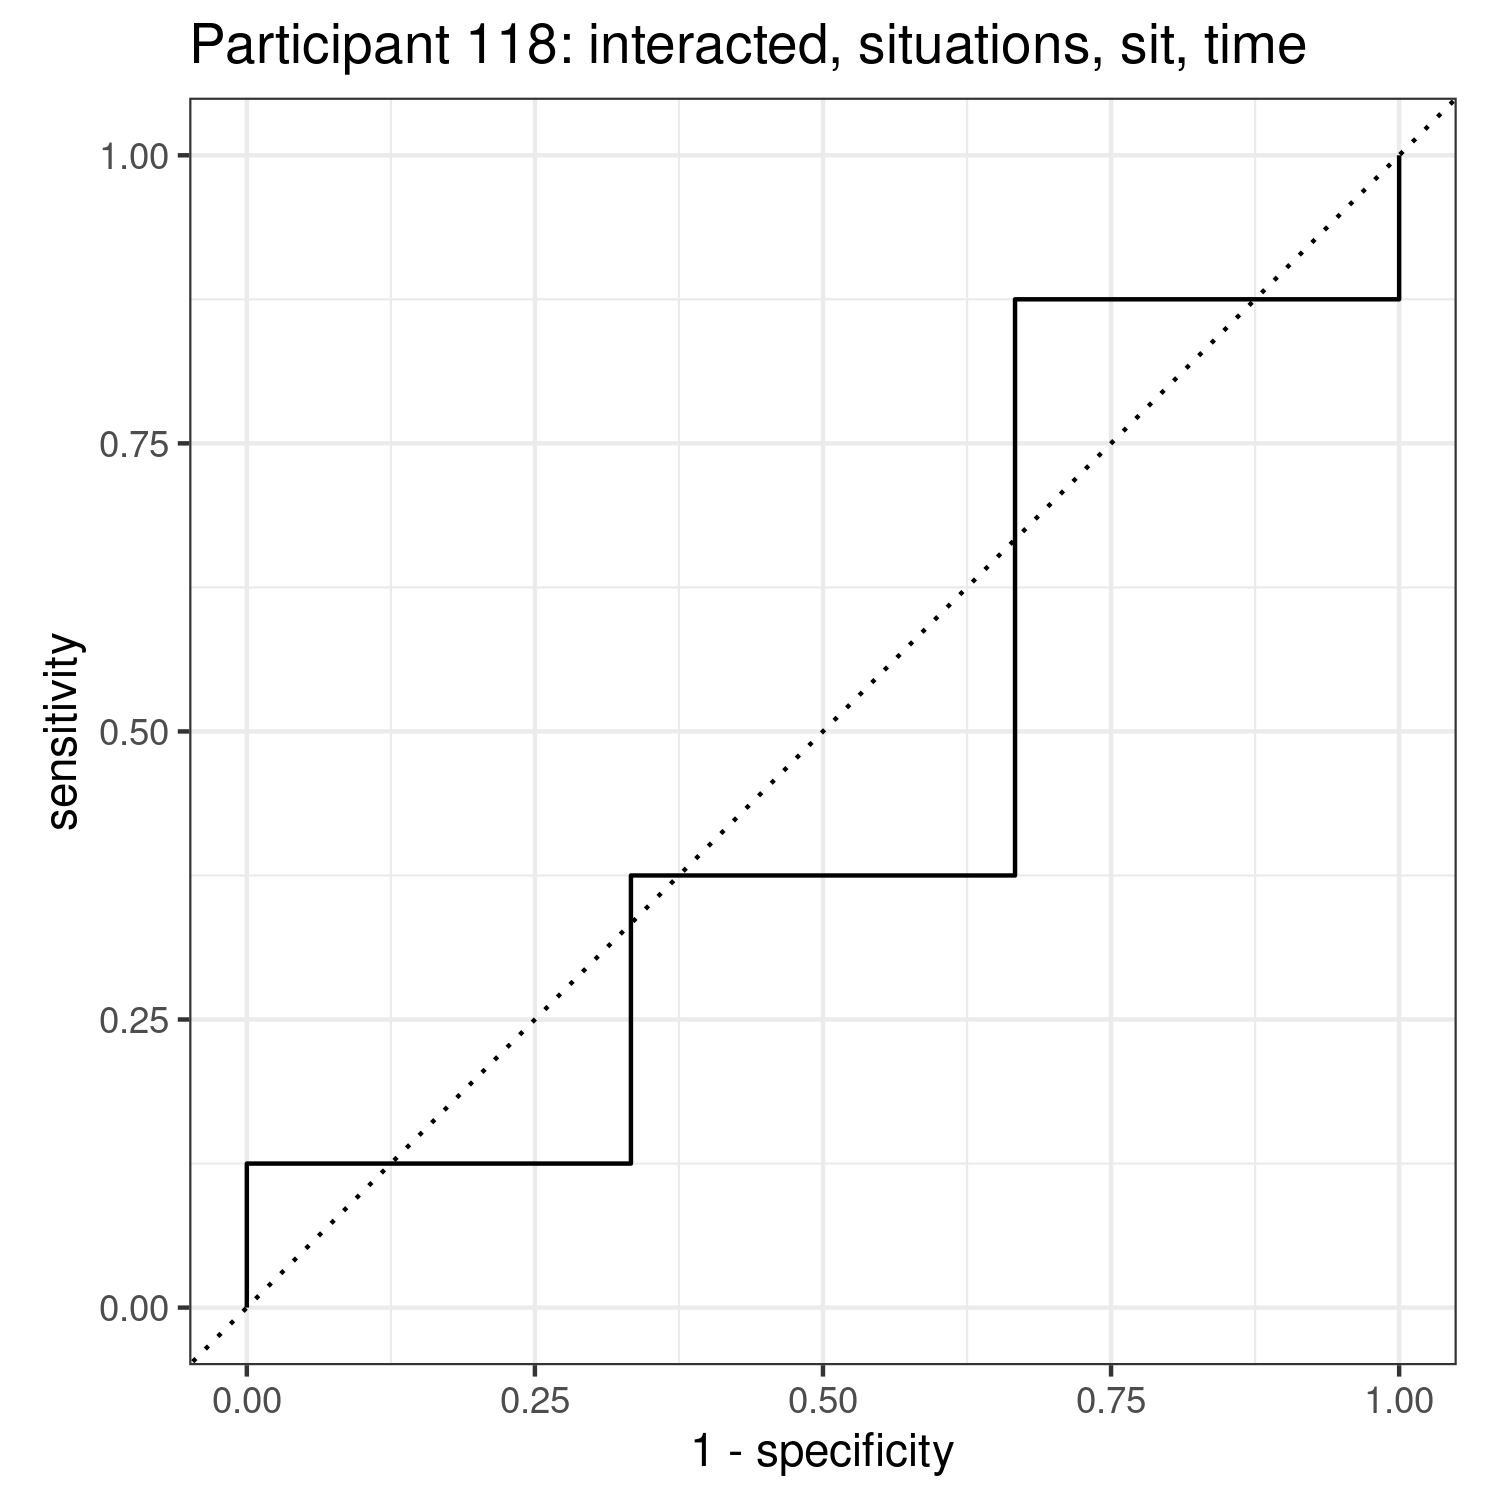 Participant 118: interacted, situations, sit, time
1.00
0.75
0.50
0.25
0.00
sensitivity
0.00 0.25 0.50 0.75 1.00
1 - specificity